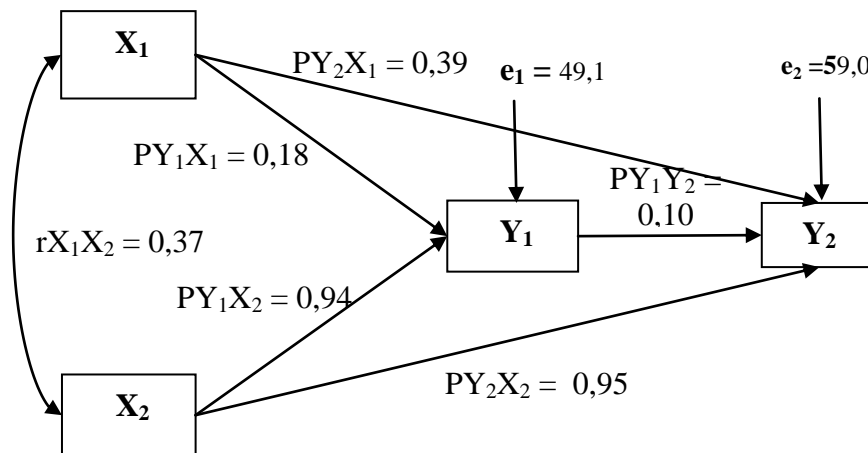 X₁
PY₂X₁ = 0,39
e₁ = 49,1
e₂ =59,0
PY₁X₁ = 0,18
PY₁Y₂ =
0,10
Y₁
Y₂
rX₁X₂ = 0,37
PY₁X₂ = 0,94
PY₂X₂ = 0,95
X₂